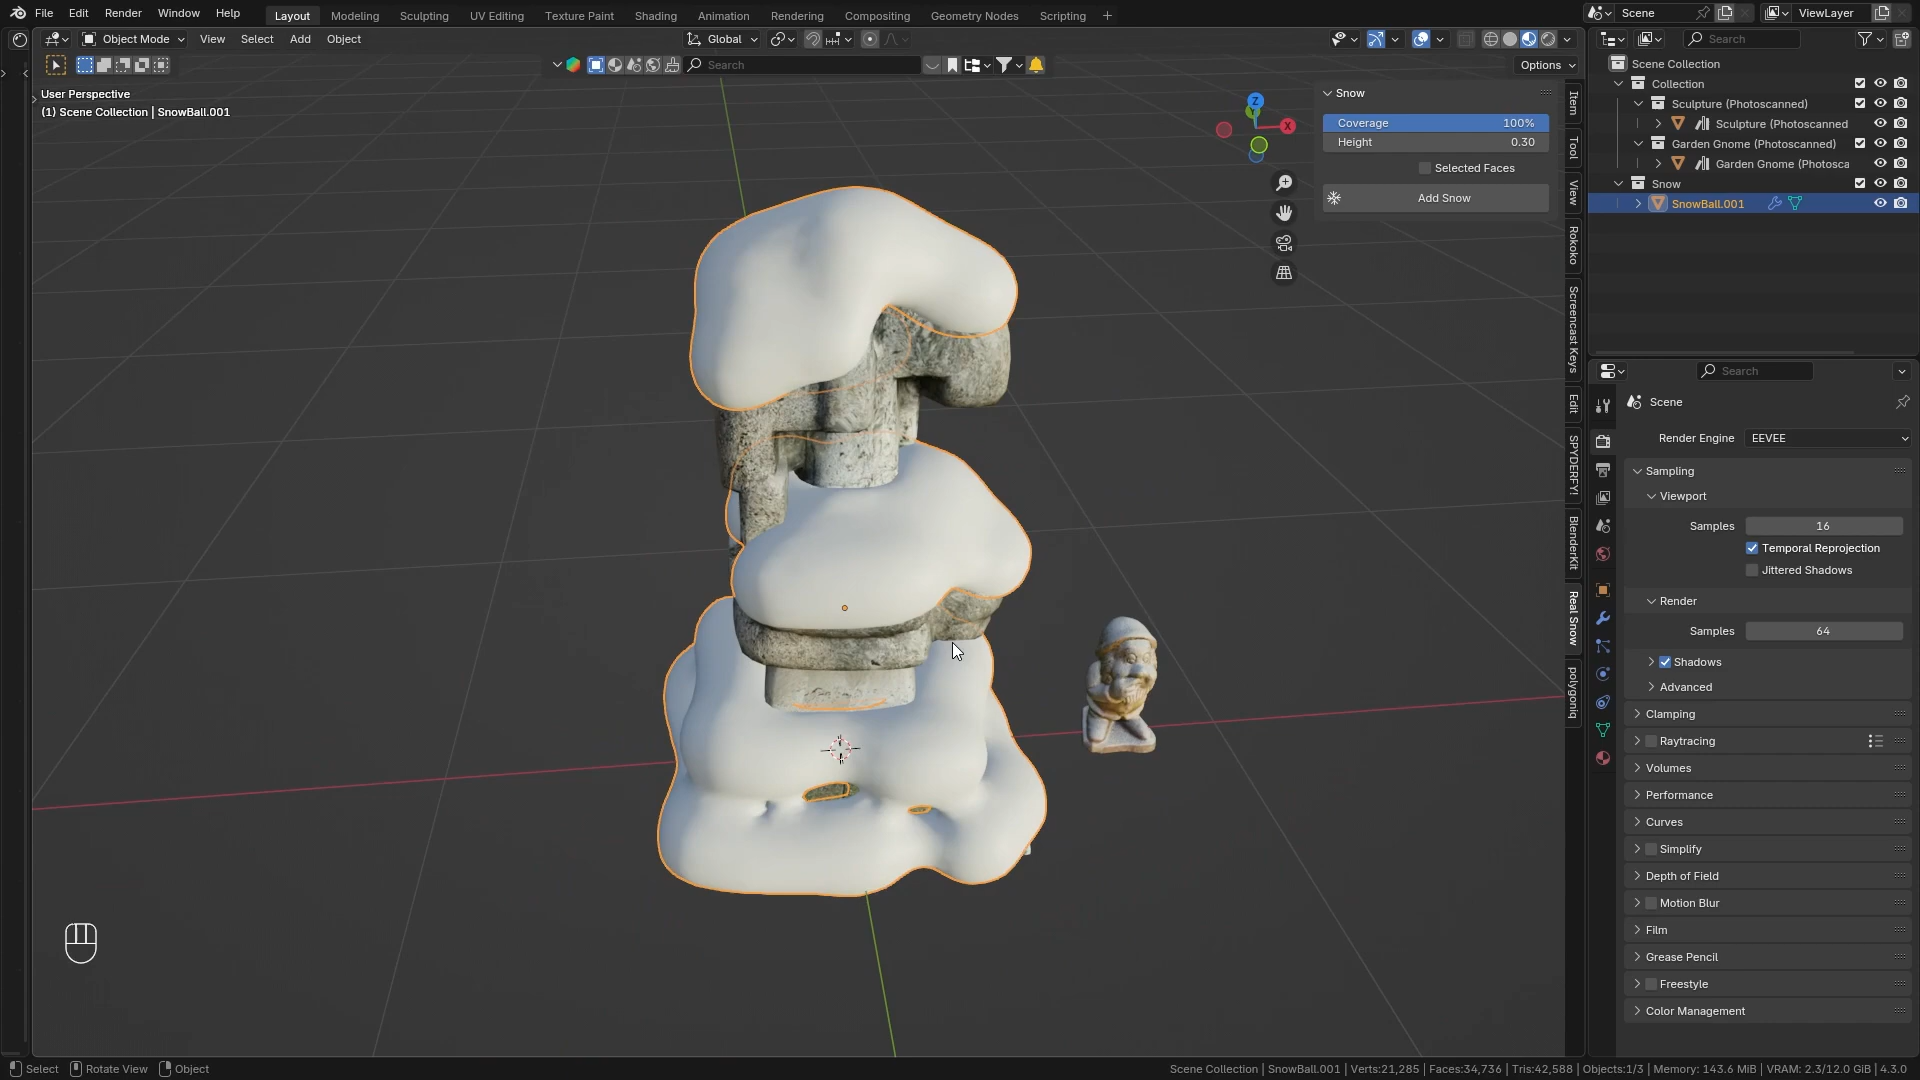 File Edit Render Window Help Layout Modeling Sculpting UV Editing Texture Paint Shading Animation Rendering Compositing Geometry Nodes Scripting + Scene ViewLayer
Object Mode View Select Add Object Global Search
Search Options
User Perspective
(1) Scene Collection | SnowBall.001
Z
X
Snow
Coverage 100%
Height 0.30
Selected Faces
Add Snow
Item
Tool
View
Rokoko
Screencast Keys
Edit
SPYDERFY!
BlenderKit
Real Snow
polygoniq
Scene Collection
Collection
Sculpture (Photoscanned)
Sculpture (Photoscanned
Garden Gnome (Photoscanned)
Garden Gnome (Photosca
Snow
SnowBall.001
Search
Scene
Render Engine EEVEE
Sampling
Viewport
Samples 16
Temporal Reprojection
Jittered Shadows
Render
Samples 64
Shadows
Advanced
Clamping
Raytracing
Volumes
Performance
Curves
Simplify
Depth of Field
Motion Blur
Film
Grease Pencil
Freestyle
Color Management
Select Rotate View Object Scene Collection | SnowBall.001 | Verts:21,285 | Faces:34,736 | Tris:42,588 | Objects:1/3 | Memory: 143.6 MiB | VRAM: 2.3/12.0 GiB | 4.3.0